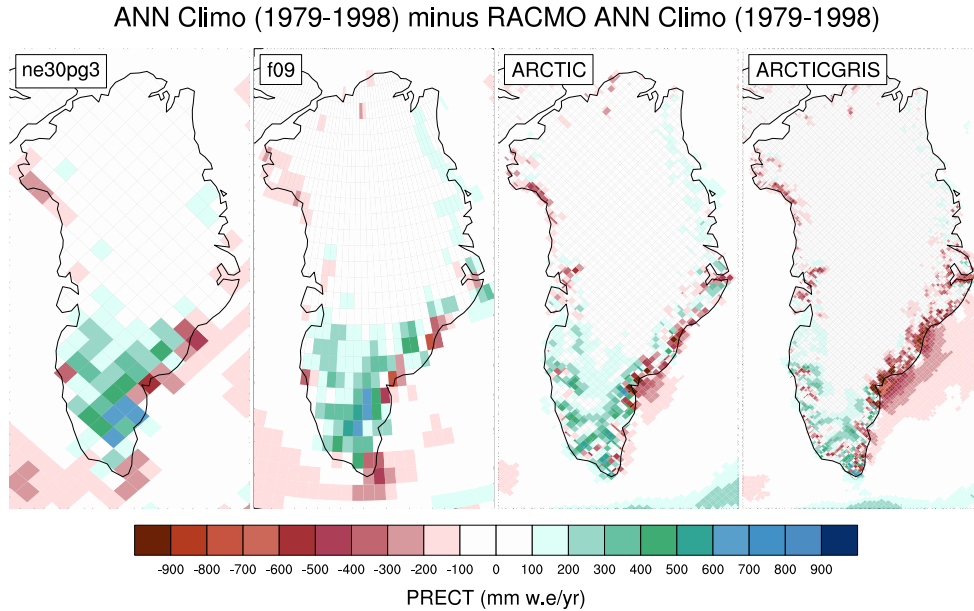 ANN Climo (1979-1998) minus RACMO ANN Climo (1979-1998)
ne30pg3 f09 ARCTIC ARCTICGRIS
-900 -800 -700 -600 -500 -400 -300 -200 -100 0 100 200 300 400 500 600 700 800 900
PRECT (mm w.e/yr)